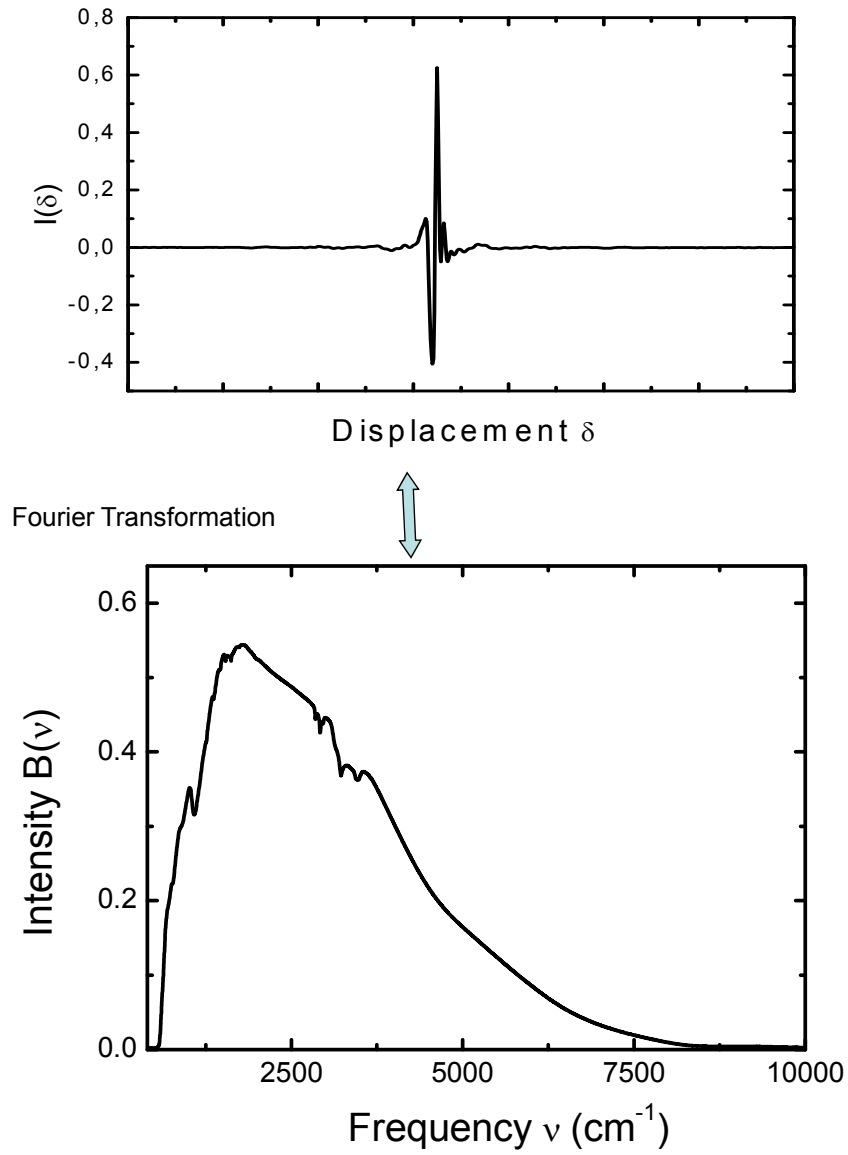 0,8
0,6
0,4
0,2
0,0
-0,2
-0,4
I(δ)
Displacement δ
Fourier Transformation
0.6
0.4
0.2
0.0
Intensity B(ν)
2500 5000 7500 10000
Frequency ν (cm⁻¹)